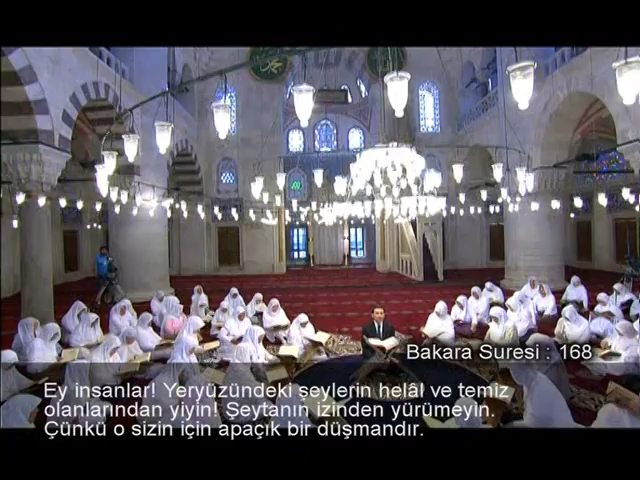 Bakara Suresi : 168
Ey insanlar! Yeryüzündeki şeylerin helâl ve temiz
olanlarından yiyin! Şeytanın izinden yürümeyin.
Çünkü o sizin için apaçık bir düşmandır.